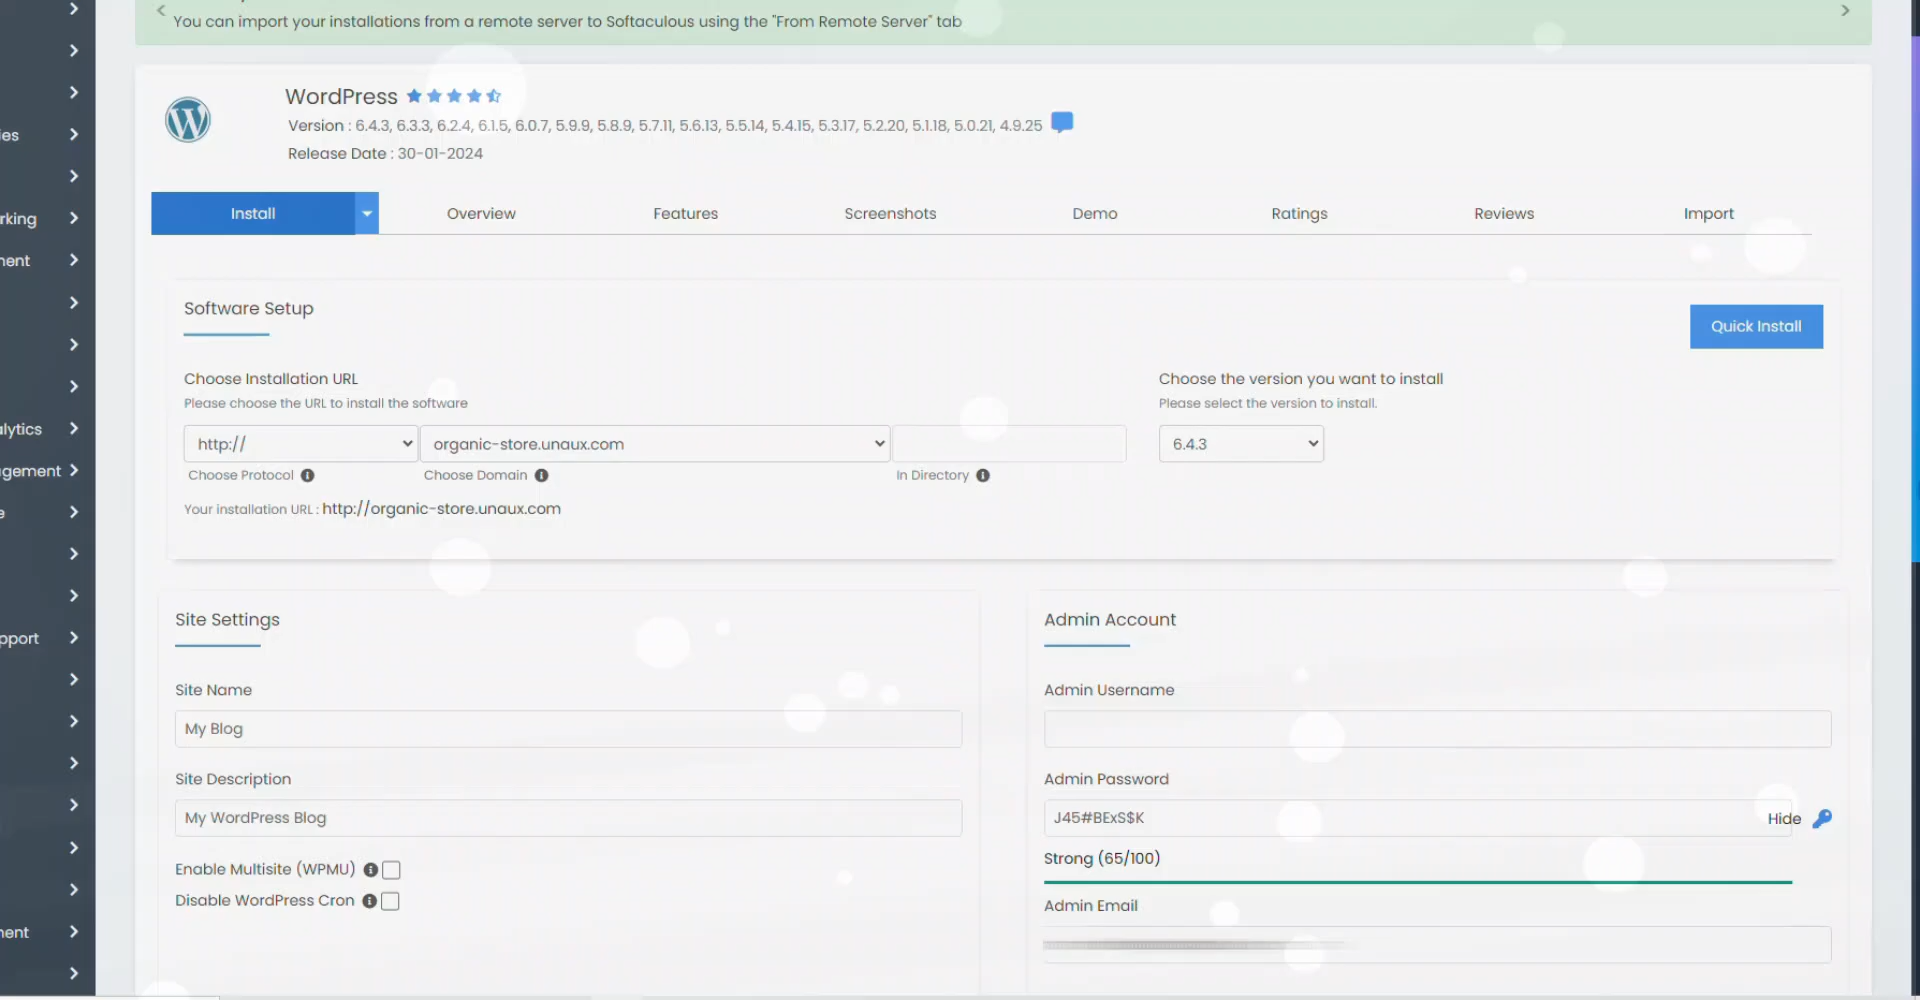 You can import your installations from a remote server to Softaculous using the "From Remote Server" tab
WordPress
Version : 6.4.3, 6.3.3, 6.2.4, 6.1.5, 6.0.7, 5.9.9, 5.8.9, 5.7.11, 5.6.13, 5.5.14, 5.4.15, 5.3.17, 5.2.20, 5.1.18, 5.0.21, 4.9.25
Release Date : 30-01-2024
Install Overview Features Screenshots Demo Ratings Reviews Import
Software Setup
Quick Install
Choose Installation URL
Please choose the URL to install the software
http:// organic-store.unaux.com
Choose Protocol Choose Domain In Directory
Your installation URL : http://organic-store.unaux.com
Choose the version you want to install
Please select the version to install.
6.4.3
Site Settings
Site Name
My Blog
Site Description
My WordPress Blog
Enable Multisite (WPMU)
Disable WordPress Cron
Admin Account
Admin Username
Admin Password
J45#BExS$K
Hide
Strong (65/100)
Admin Email
ies
rking
nent
alytics
gement
e
pport
nent